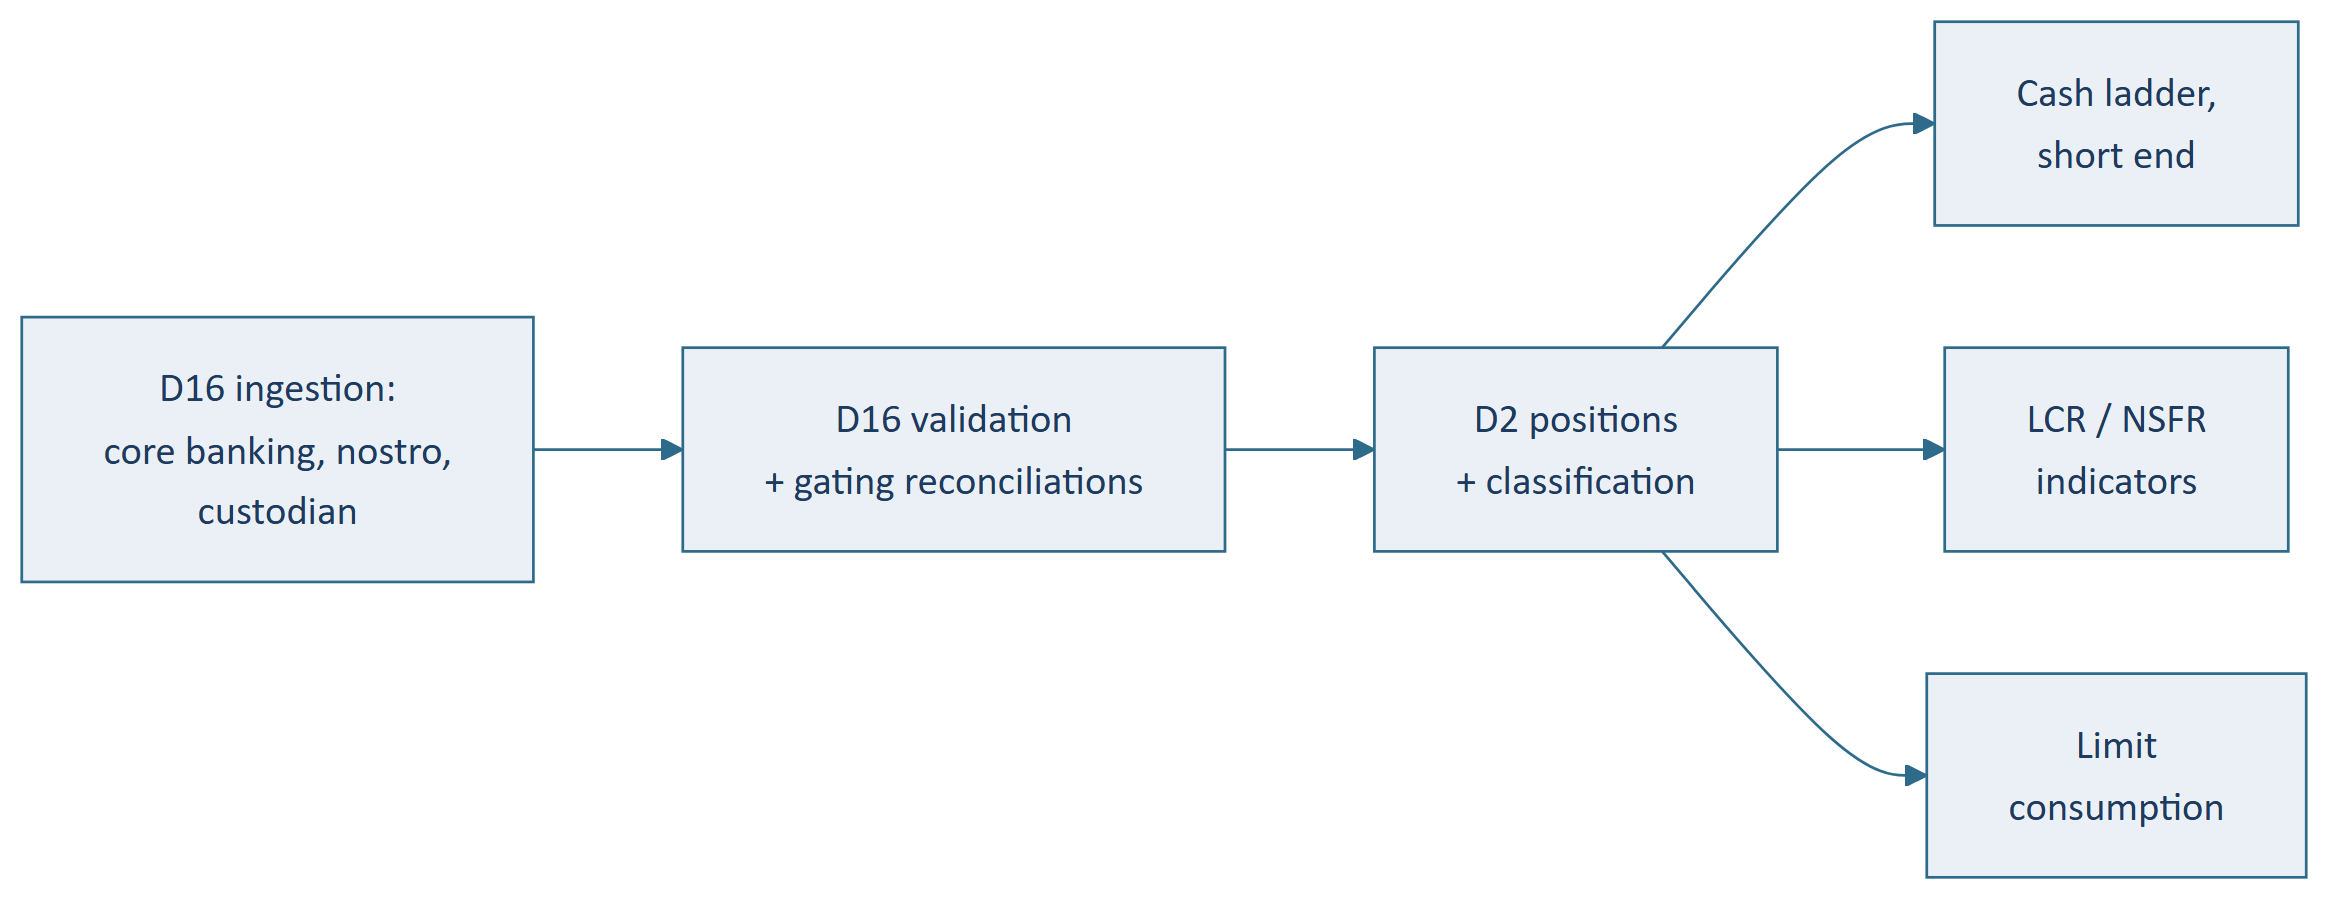 D16 ingestion:
core banking, nostro,
custodian
D16 validation
+ gating reconciliations
D2 positions
+ classification
Cash ladder,
short end
LCR / NSFR
indicators
Limit
consumption